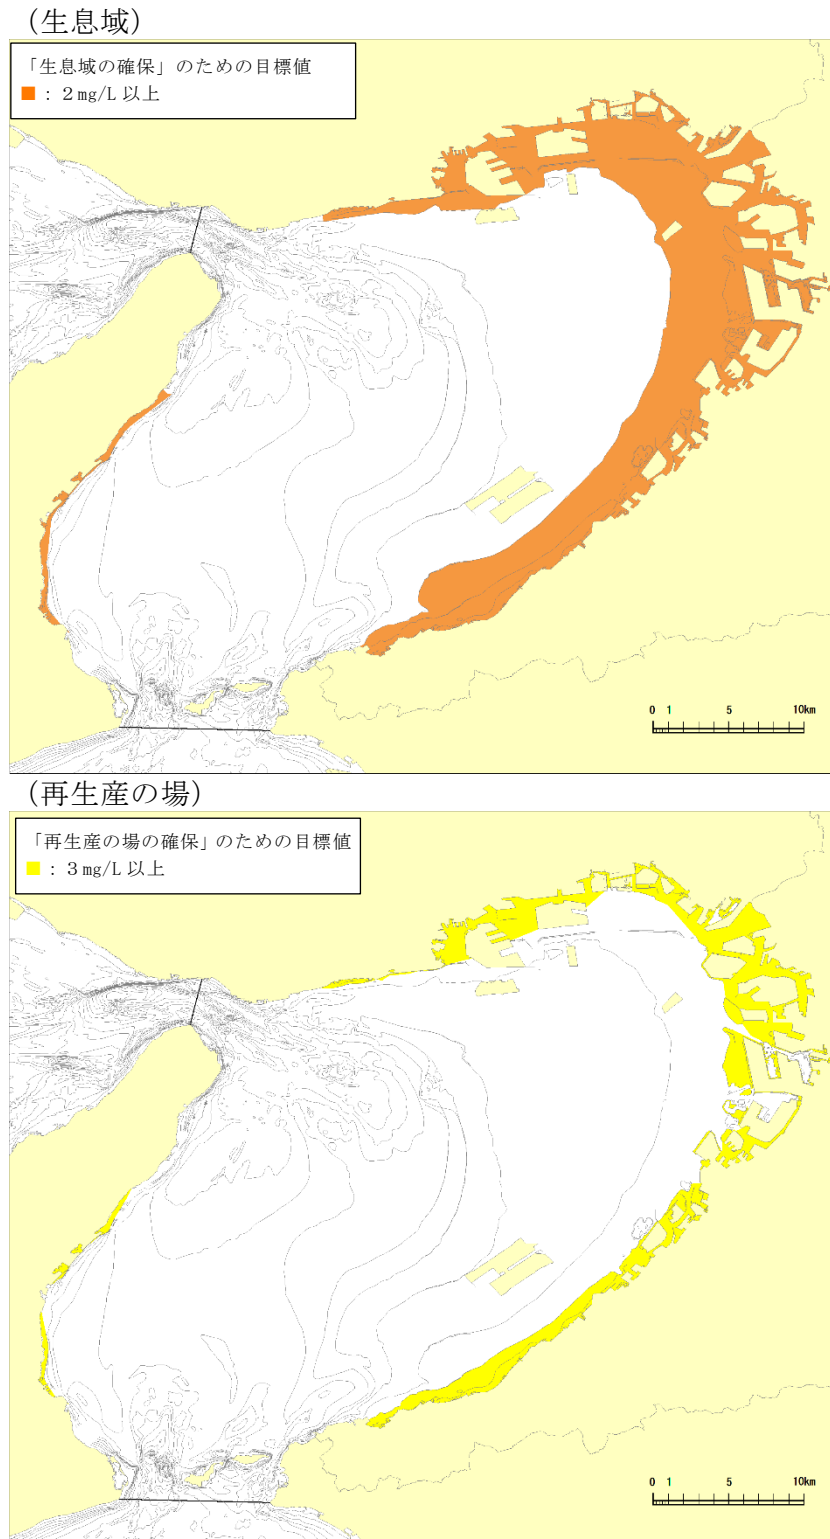 （生息域）
「生息域の確保」のための目標値
■：２mg/L 以上
0 1 5 10km
（再生産の場）
「再生産の場の確保」のための目標値
■：３mg/L 以上
0 1 5 10km